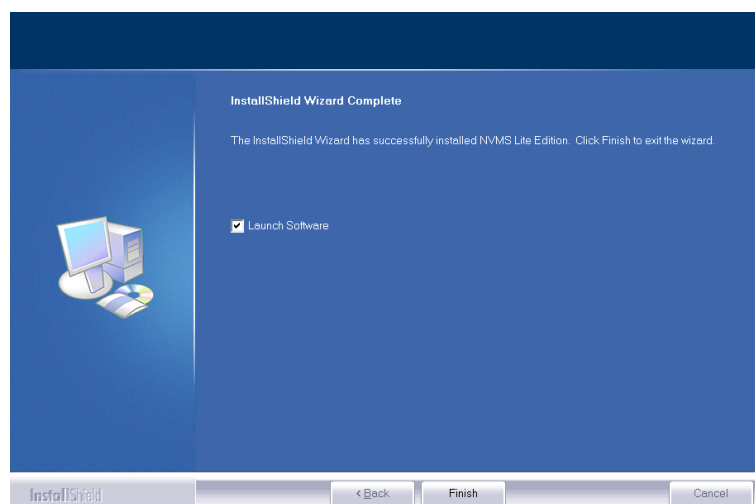 InstallShield Wizard Complete
The InstallShield Wizard has successfully installed NVMS Lite Edition. Click Finish to exit the wizard.
Launch Software
InstallShield
< Back
Finish
Cancel